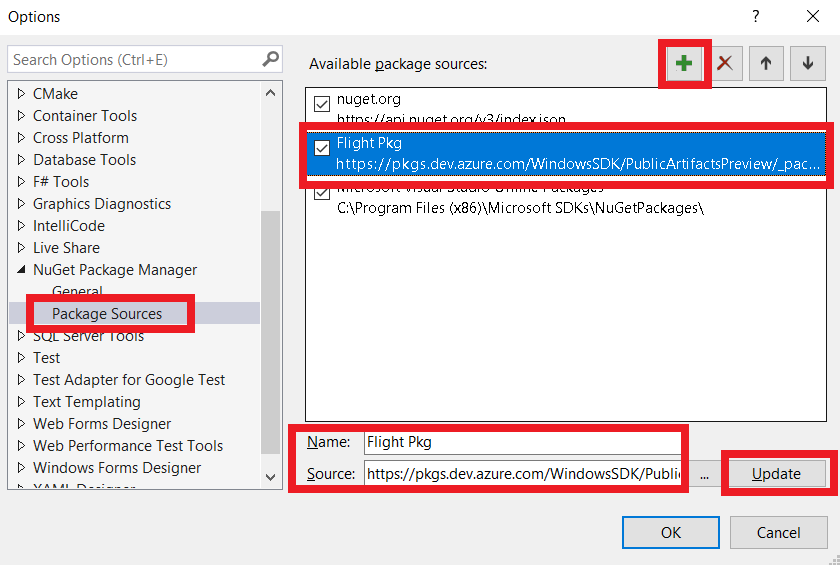 Options
?
Search Options (Ctrl+E)
Available package sources:
CMake
Container Tools
Cross Platform
Database Tools
F# Tools
Graphics Diagnostics
IntelliCode
Live Share
NuGet Package Manager
General
Package Sources
SQL Server Tools
Test
Test Adapter for Google Test
Text Templating
Web Forms Designer
Web Performance Test Tools
Windows Forms Designer
XAML Designer
nuget.org
https://api.nuget.org/v3/index.json
Flight Pkg
https://pkgs.dev.azure.com/WindowsSDK/PublicArtifactsPreview/_pac...
Microsoft Visual Studio Offline Packages
C:\Program Files (x86)\Microsoft SDKs\NuGetPackages\
Name: Flight Pkg
Source: https://pkgs.dev.azure.com/WindowsSDK/Public ... Update
OK Cancel